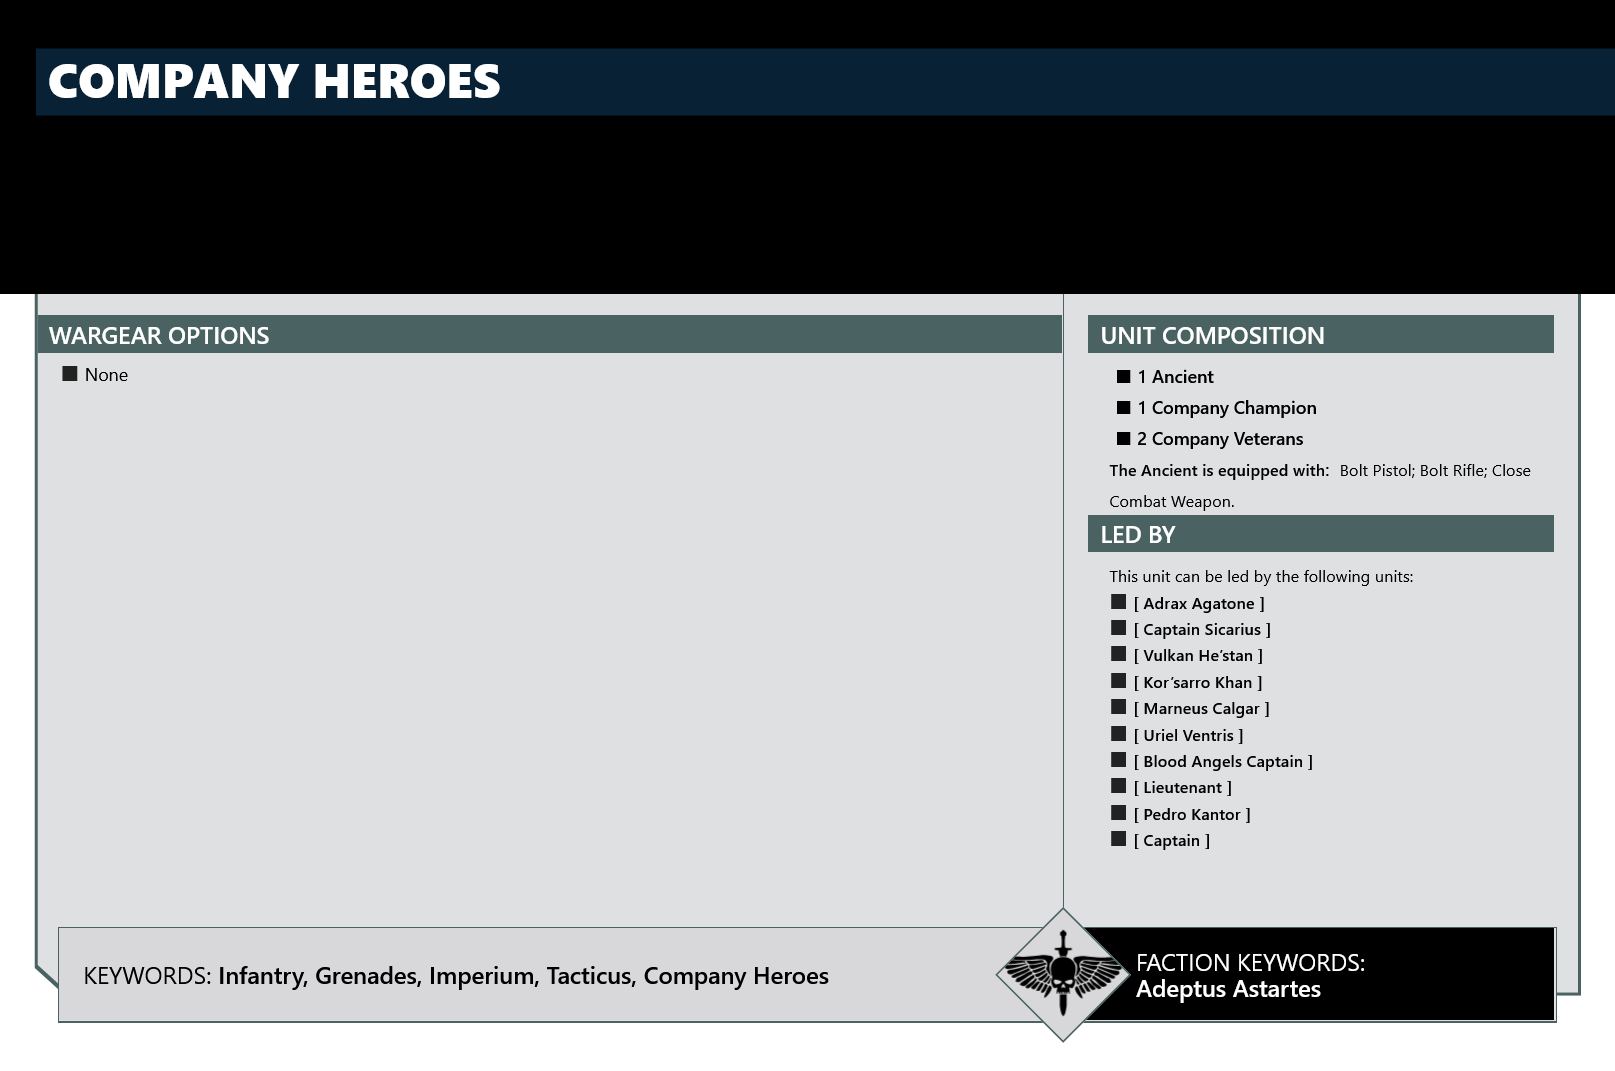 COMPANY HEROES
WARGEAR OPTIONS
None
UNIT COMPOSITION
1 Ancient
1 Company Champion
2 Company Veterans
The Ancient is equipped with: Bolt Pistol; Bolt Rifle; Close
Combat Weapon.
LED BY
This unit can be led by the following units:
[ Adrax Agatone ]
[ Captain Sicarius ]
[ Vulkan He’stan ]
[ Kor’sarro Khan ]
[ Marneus Calgar ]
[ Uriel Ventris ]
[ Blood Angels Captain ]
[ Lieutenant ]
[ Pedro Kantor ]
[ Captain ]
KEYWORDS: Infantry, Grenades, Imperium, Tacticus, Company Heroes
FACTION KEYWORDS:
Adeptus Astartes